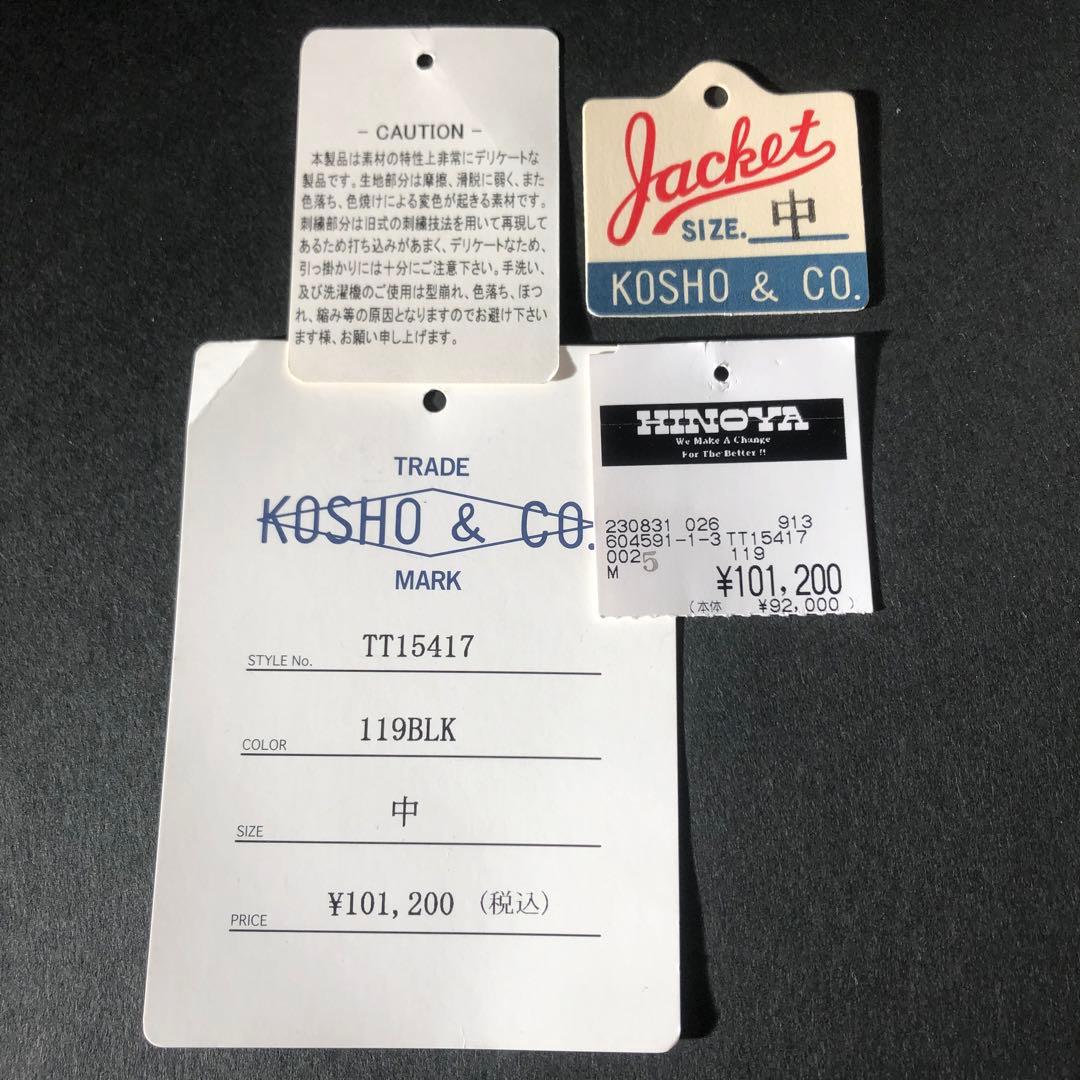 - CAUTION -
本製品は素材の特性上非常にデリケートな
製品です。生地部分は摩擦、滑脱に弱く、また
色落ち、色焼けによる変色が起きる素材です。
刺繍部分は旧式の刺繍技法を用いて再現して
あるため打ち込みがあまく、デリケートなため、
引っ掛かりには十分にご注意下さい。手洗い、
及び洗濯機のご使用は型崩れ、色落ち、ほつ
れ、縮み等の原因となりますのでお避け下さい
ます様、お願い申し上げます。
Jacket
SIZE. 中
KOSHO & CO.
HINOYA
We Make A Change
For The Better !!
230831 026 913
604591-1-3 TT15417
0025 119
M ¥101,200
(本体 ¥92,000)
TRADE
KOSHO & CO.
MARK
STYLE No. TT15417
COLOR 119BLK
SIZE 中
PRICE ¥101,200 (税込)